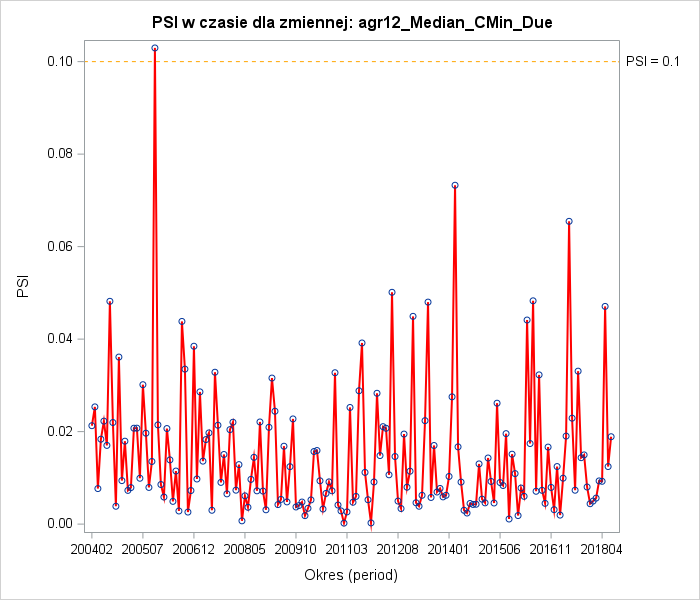 PSI w czasie dla zmiennej: agr12_Median_CMin_Due
0.10
PSI = 0.1
0.08
0.06
PSI
0.04
0.02
0.00
200402 200507 200612 200805 200910 201103 201208 201401 201506 201611 201804
Okres (period)